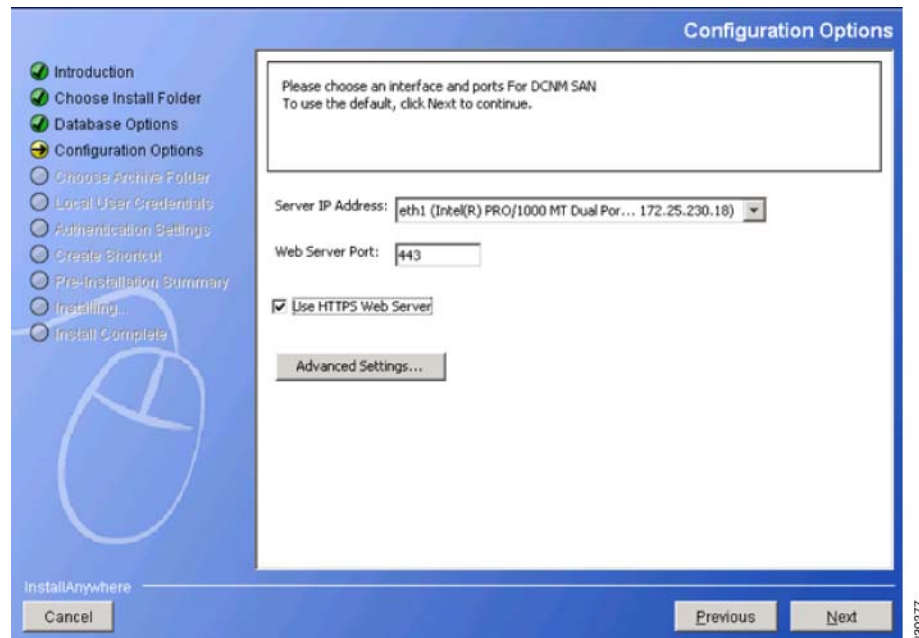 Configuration Options
Introduction
Choose Install Folder
Database Options
Configuration Options
Choose Archive Folder
Local User Credentials
Authentication Settings
Create Shortcut
Pre-Installation Summary
Installing...
Install Complete
Please choose an interface and ports For DCNM SAN
To use the default, click Next to continue.
Server IP Address: eth1 (Intel(R) PRO/1000 MT Dual Por... 172.25.230.18)
Web Server Port: 443
Use HTTPS Web Server
Advanced Settings...
InstallAnywhere
Cancel
Previous
Next